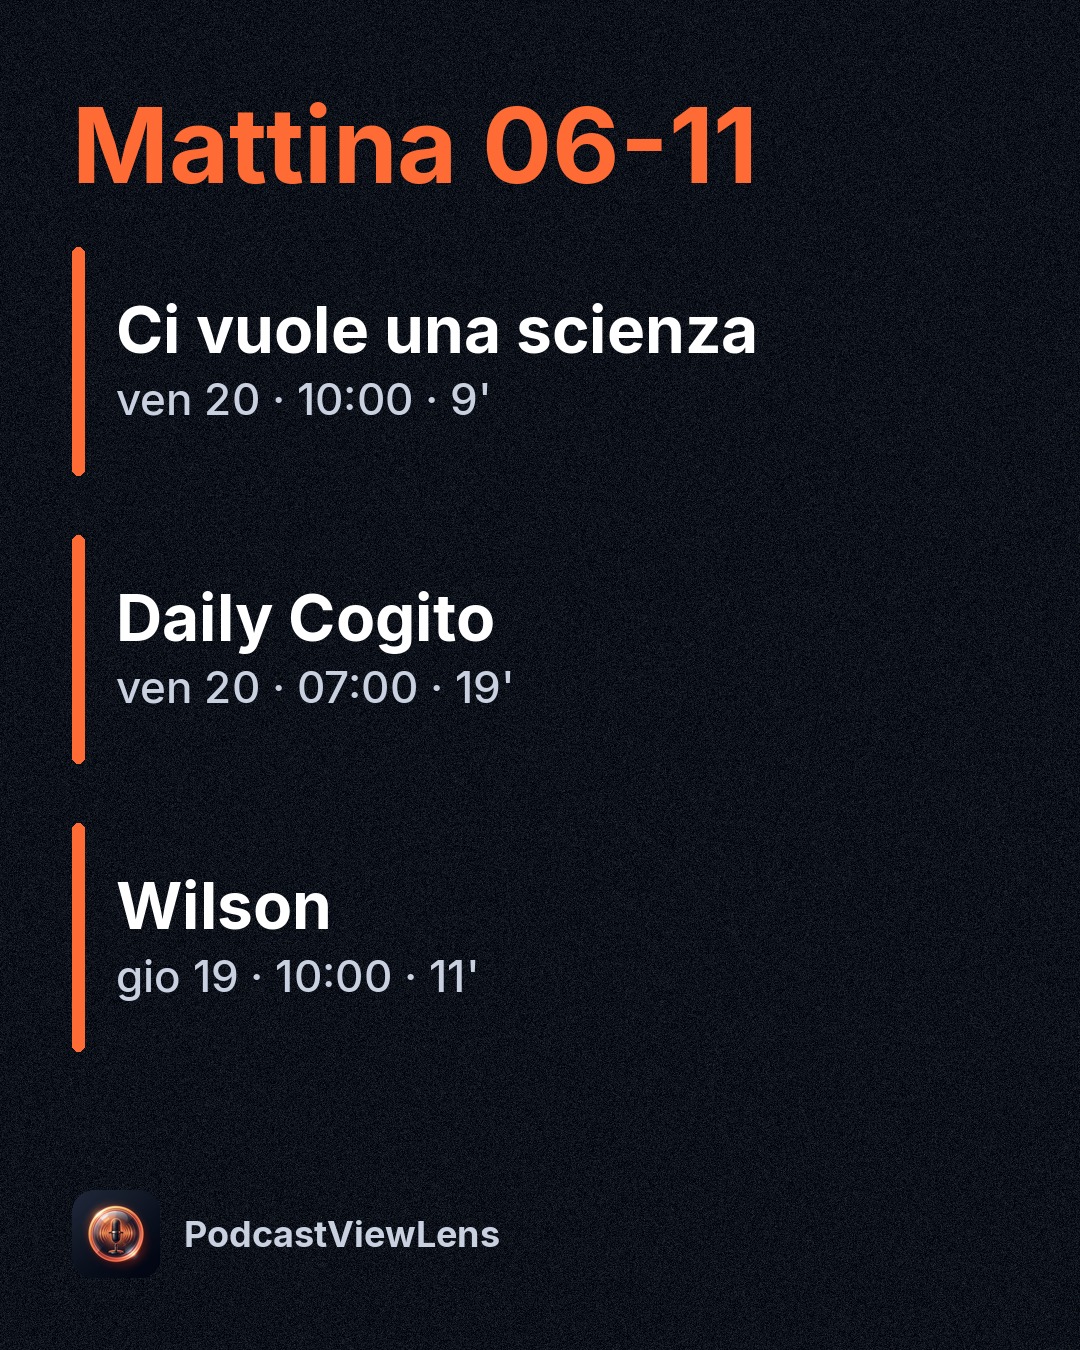 Mattina 06-11
Ci vuole una scienza
ven 20 · 10:00 · 9'
Daily Cogito
ven 20 · 07:00 · 19'
Wilson
gio 19 · 10:00 · 11'
PodcastViewLens